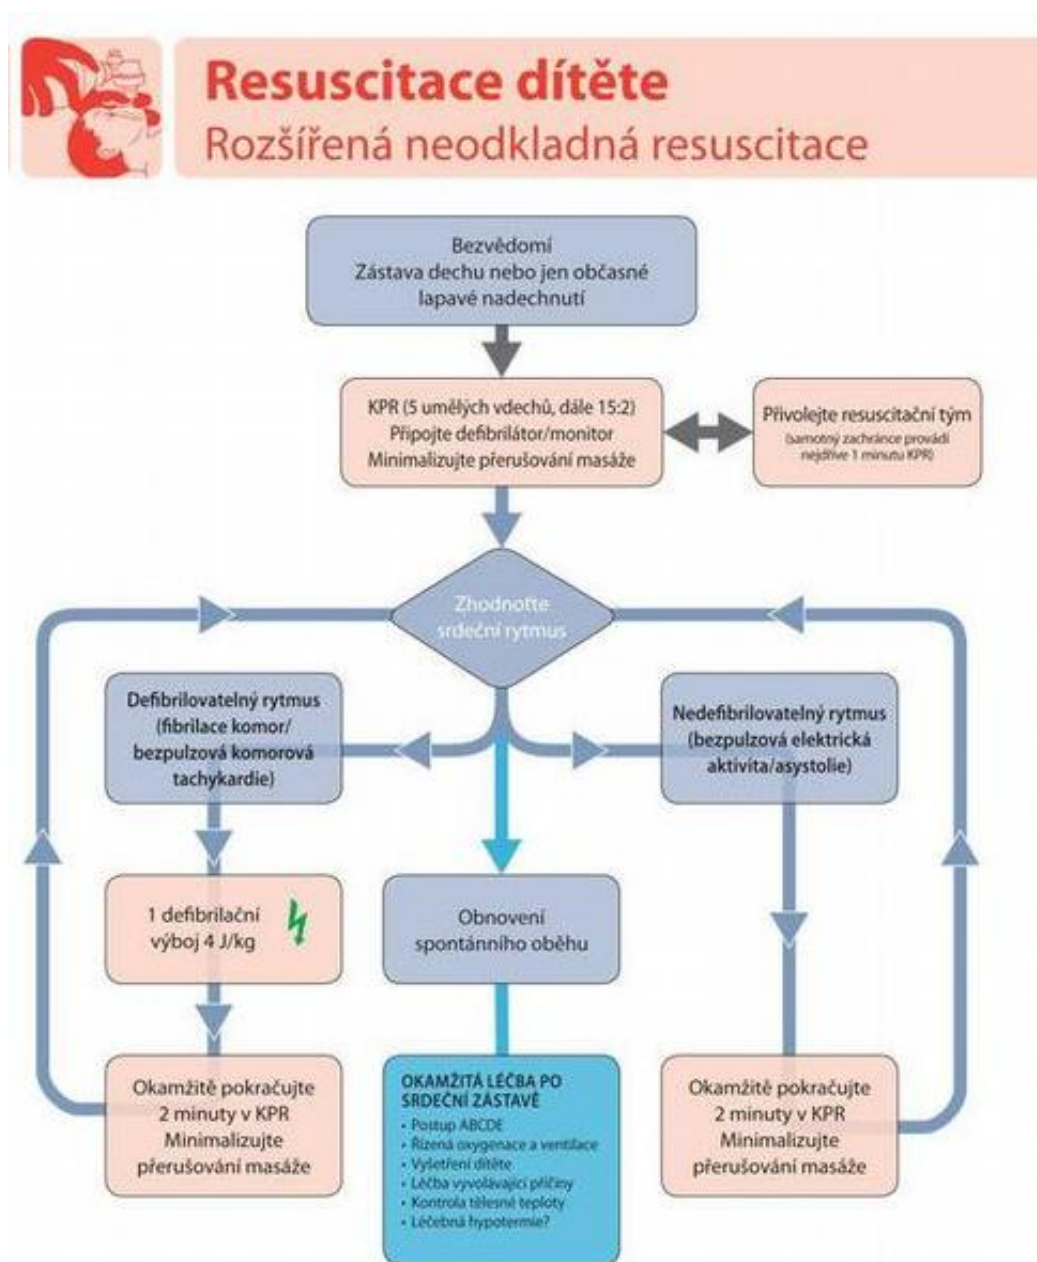 Resuscitace dítěte
Rozšířená neodkladná resuscitace
Bezvědomí
Zástava dechu nebo jen občasné
lapavé nadechnutí
KPR (5 umělých vdechů, dále 15:2)
Připojte defibrilátor/monitor
Minimalizujte přerušování masáže
Přivolejte resuscitační tým
(samotný zachránce provádí
nejdříve 1 minutu KPR)
Zhodnoťte
srdeční rytmus
Defibrilovatelný rytmus
(fibrilace komor/
bezpulzová komorová
tachykardie)
Nedefibrilovatelný rytmus
(bezpulzová elektrická
aktivita/asystolie)
1 defibrilační
výboj 4 J/kg
Obnovení
spontánního oběhu
Okamžitě pokračujte
2 minuty v KPR
Minimalizujte
přerušování masáže
OKAMŽITÁ LÉČBA PO
SRDEČNÍ ZÁSTAVĚ
• Postup ABCDE
• Řízená oxygenace a ventilace
• Vyšetření dítěte
• Léčba vyvolávající příčiny
• Kontrola tělesné teploty
• Léčebná hypotermie?
Okamžitě pokračujte
2 minuty v KPR
Minimalizujte
přerušování masáže